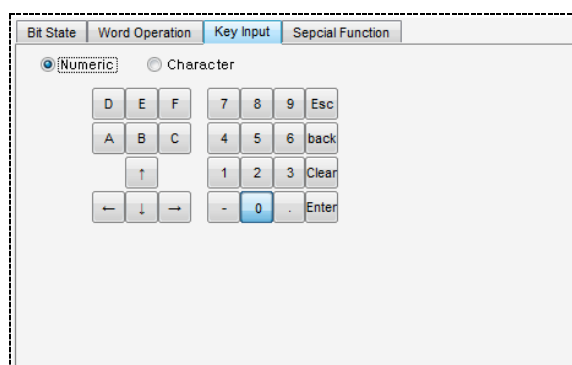 Bit State Word Operation Key Input Sepcial Function
Numeric Character
D E F 7 8 9 Esc
A B C 4 5 6 back
↑ 1 2 3 Clear
← ↓ → - 0 . Enter